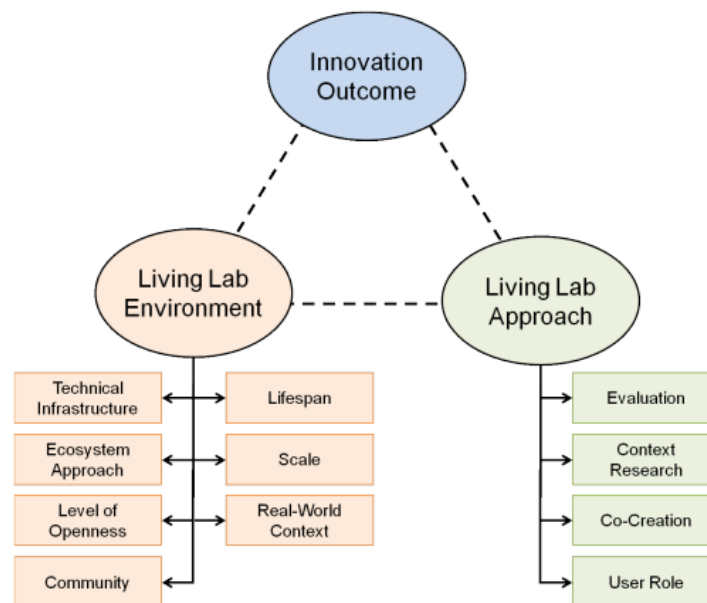 Innovation
Outcome
Living Lab
Environment
Living Lab
Approach
Technical
Infrastructure
Lifespan
Ecosystem
Approach
Scale
Level of
Openness
Real-World
Context
Community
Evaluation
Context
Research
Co-Creation
User Role